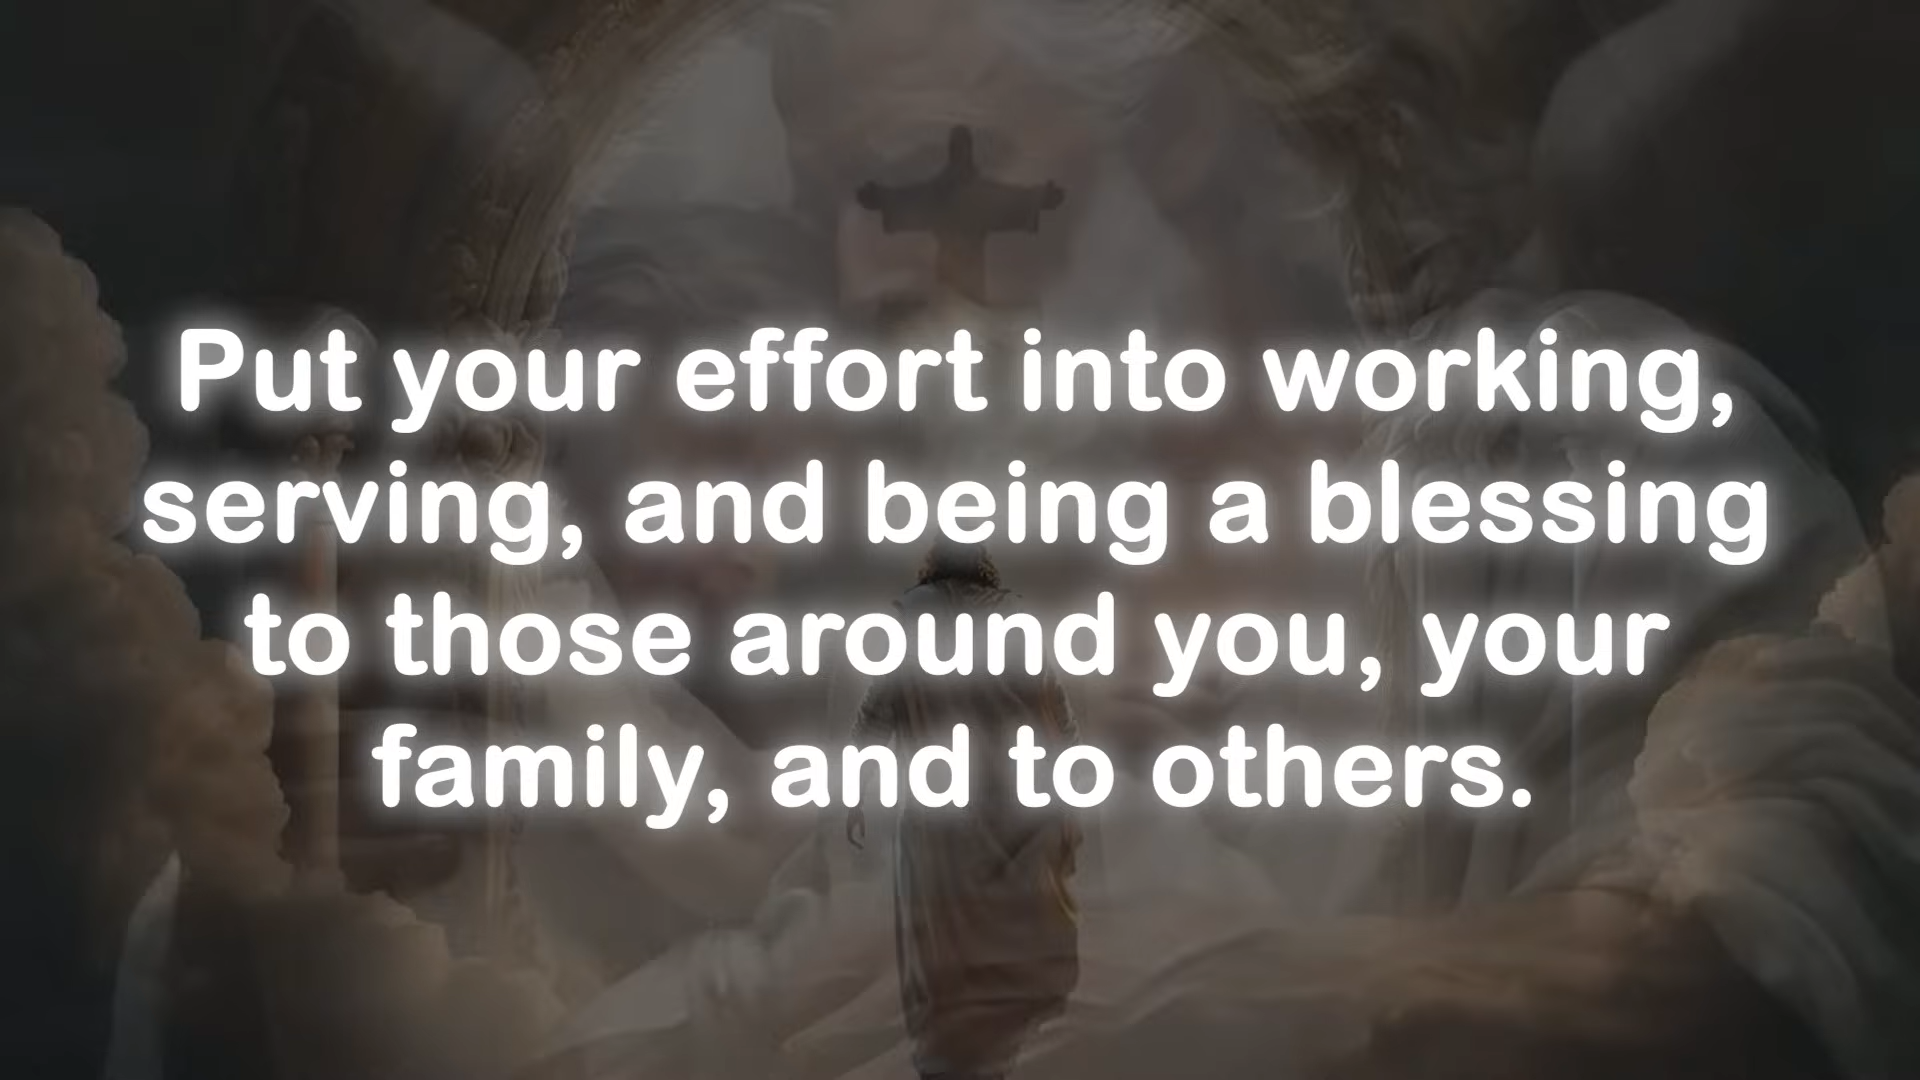 Put your effort into working,
serving, and being a blessing
to those around you, your
family, and to others.